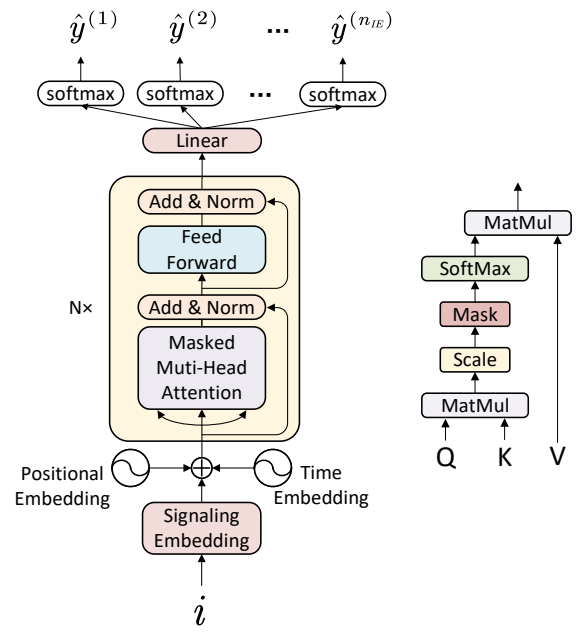 ŷ^(1) ŷ^(2) ... ŷ^(n_IE)
softmax softmax ... softmax
Linear
Add & Norm
Feed
Forward
Add & Norm
N×
Masked
Muti-Head
Attention
Positional
Embedding
Time
Embedding
Signaling
Embedding
i
MatMul
SoftMax
Mask
Scale
MatMul
Q K V